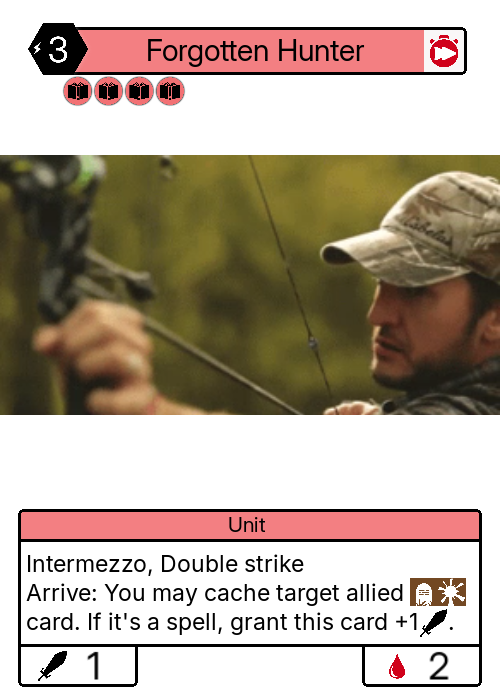 3 Forgotten Hunter
Unit
Intermezzo, Double strike
Arrive: You may cache target allied
card. If it's a spell, grant this card +1.
1
2